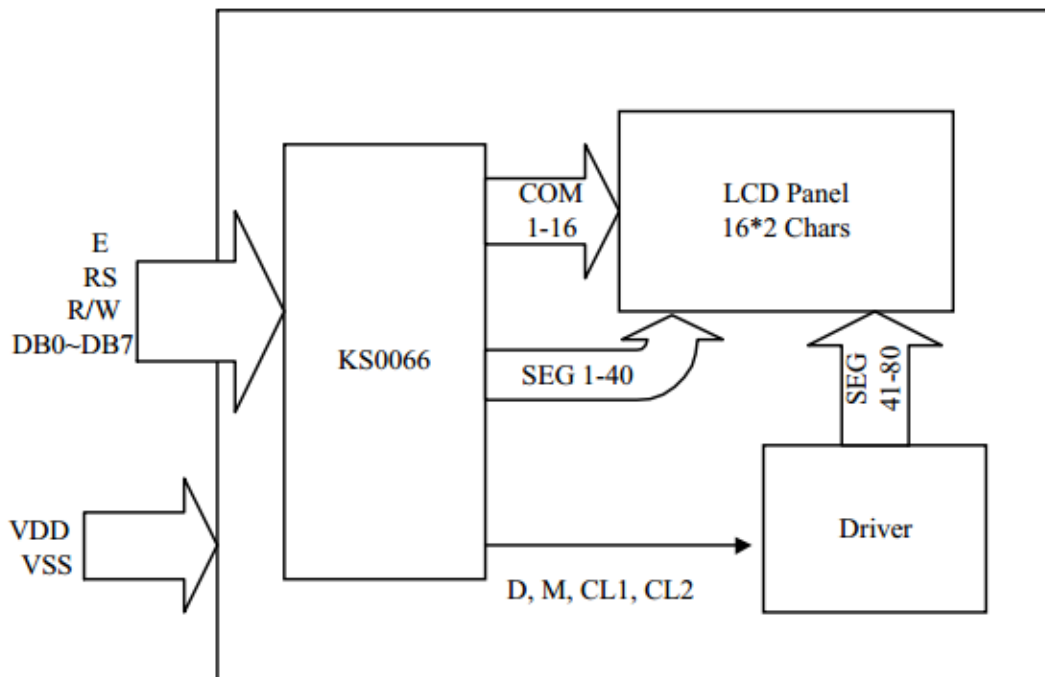 E
RS
R/W
DB0~DB7
VDD
VSS
KS0066
COM
1-16
SEG 1-40
D, M, CL1, CL2
LCD Panel
16*2 Chars
SEG
41-80
Driver